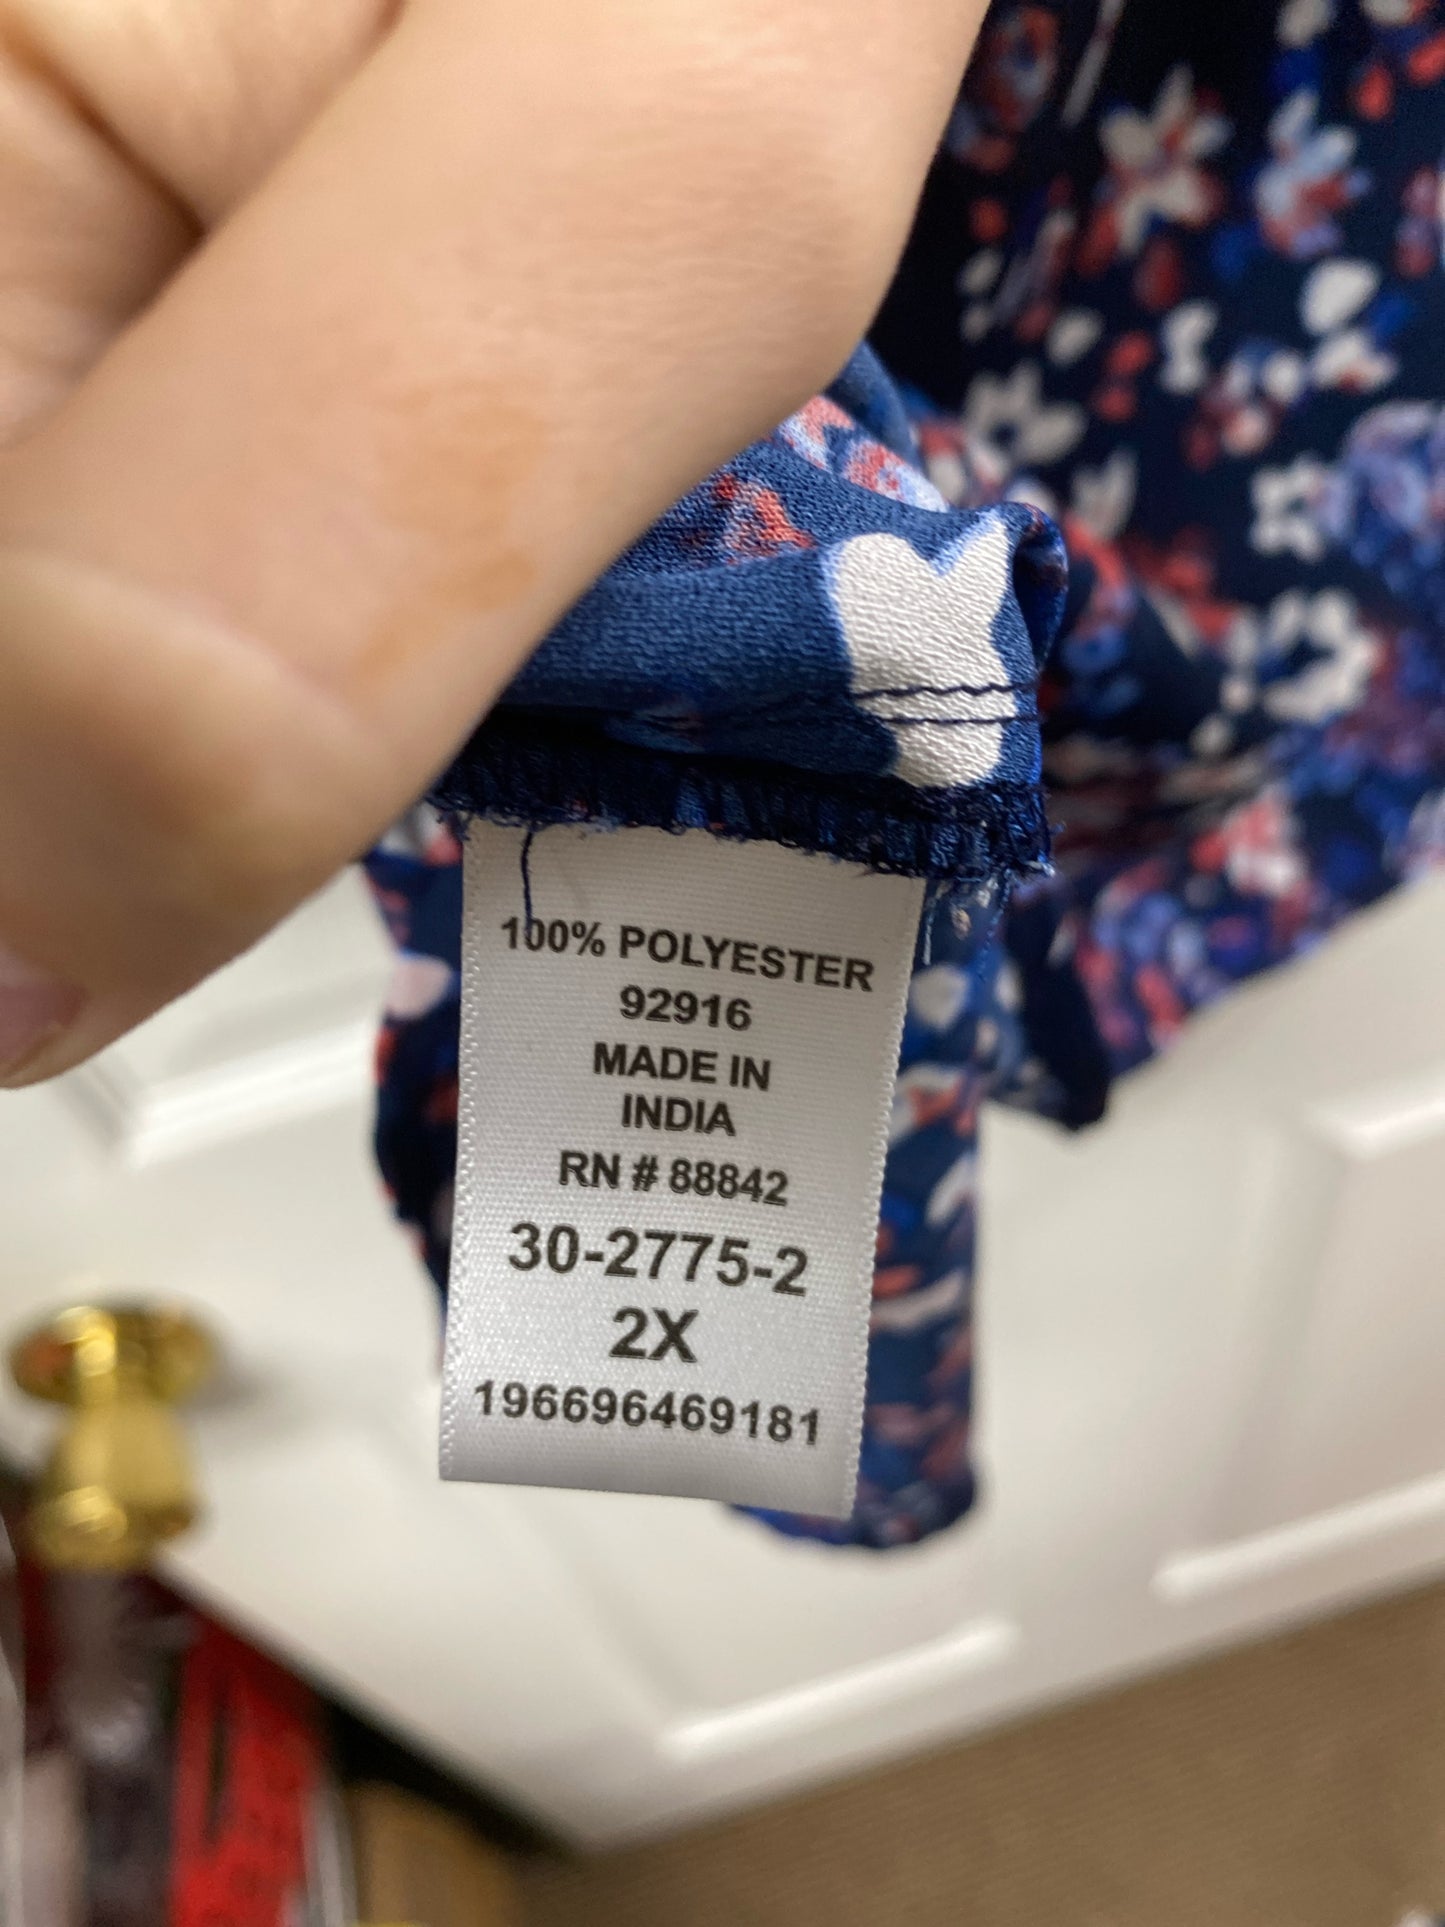 100% POLYESTER
92916
MADE IN
INDIA
RN # 88842
30-2775-2
2X
196696469181